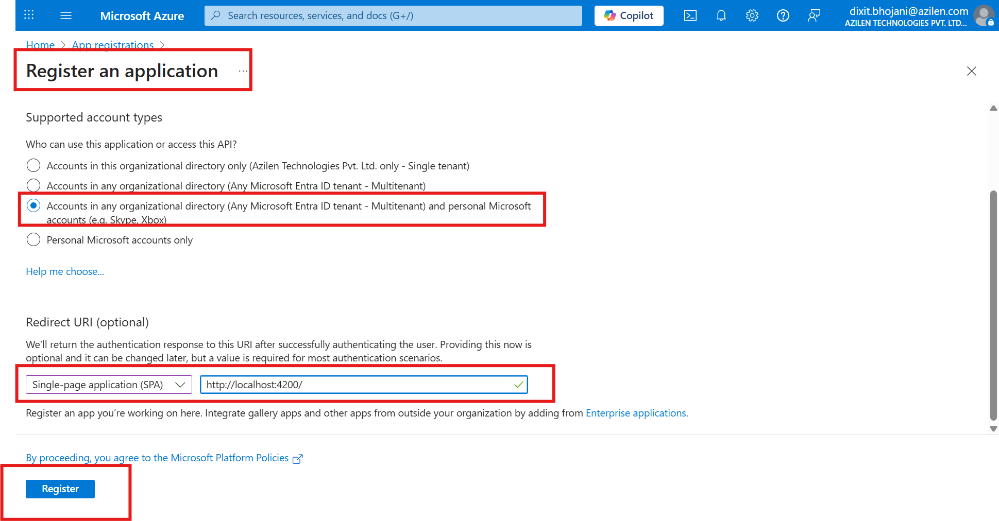 Microsoft Azure
Search resources, services, and docs (G+/)
Copilot
dixit.bhojani@azilen.com
AZILEN TECHNOLOGIES PVT. LTD...
Home > App registrations >
Register an application ...
Supported account types
Who can use this application or access this API?
Accounts in this organizational directory only (Azilen Technologies Pvt. Ltd. only - Single tenant)
Accounts in any organizational directory (Any Microsoft Entra ID tenant - Multitenant)
Accounts in any organizational directory (Any Microsoft Entra ID tenant - Multitenant) and personal Microsoft
accounts (e.g. Skype, Xbox)
Personal Microsoft accounts only
Help me choose...
Redirect URI (optional)
We'll return the authentication response to this URI after successfully authenticating the user. Providing this now is
optional and it can be changed later, but a value is required for most authentication scenarios.
Single-page application (SPA)
http://localhost:4200/
Register an app you're working on here. Integrate gallery apps and other apps from outside your organization by adding from Enterprise applications.
By proceeding, you agree to the Microsoft Platform Policies
Register